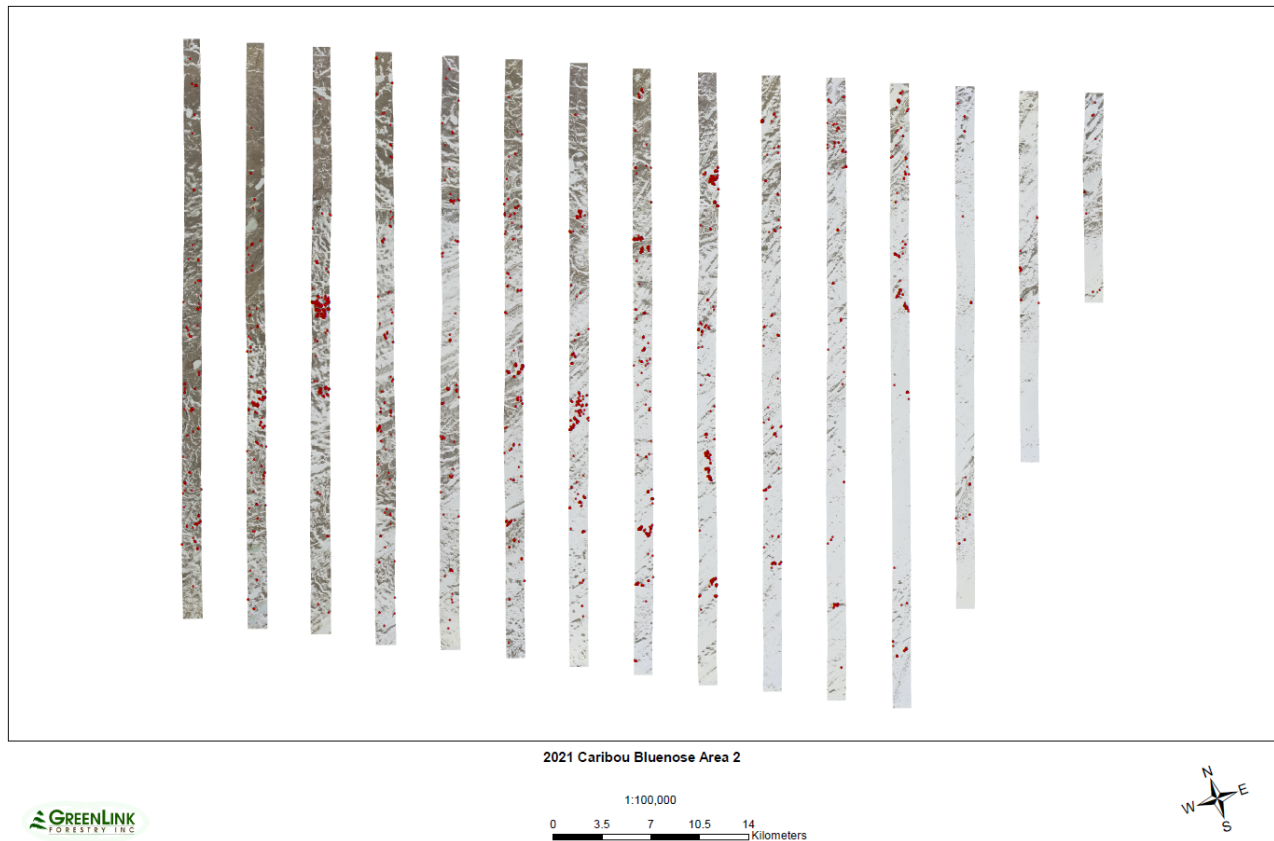 2021 Caribou Bluenose Area 2
GREENLINK
FORESTRY INC
1:100,000
0 3.5 7 10.5 14
Kilometers
N
W E
S